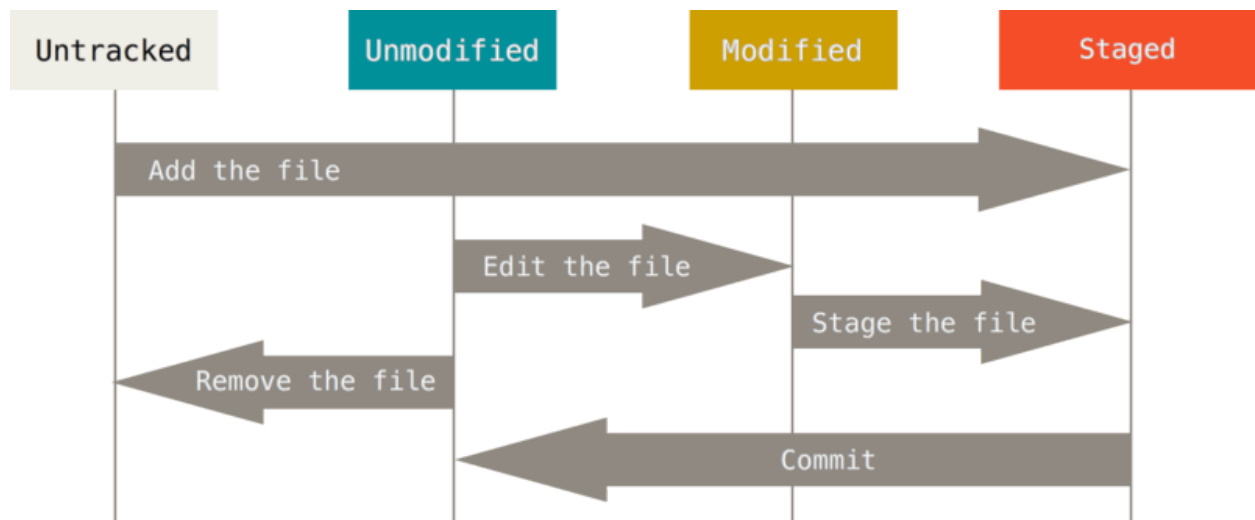 Untracked
Unmodified
Modified
Staged
Add the file
Edit the file
Stage the file
Remove the file
Commit